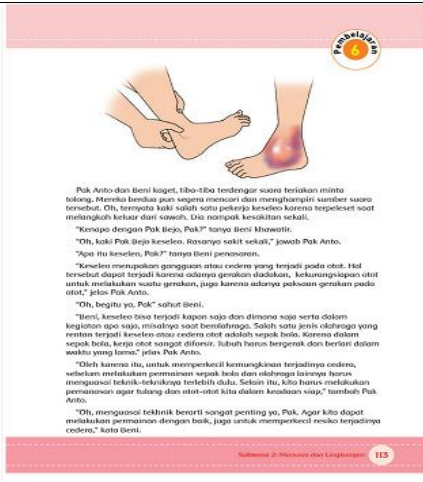 Pembelajaran
6
Pak Anto dan Beni kaget, tiba-tiba terdengar suara teriakan minta
tolong. Mereka berdua pun segera mencari dan menghampiri sumber suara
tersebut. Oh, ternyata kaki salah satu pekerja keseleo karena terpeleset saat
melangkah keluar dari sawah. Dia nampak kesakitan sekali.
"Kenapa dengan Pak Bejo, Pak?" tanya Beni khawatir.
"Oh, kaki Pak Bejo keseleo. Rasanya sakit sekali," jawab Pak Anto.
"Apa itu keseleo, Pak?" tanya Beni penasaran.
"Keseleo merupakan gangguan atau cedera yang terjadi pada otot. Hal
tersebut dapat terjadi karena adanya gerakan dadakan, kekurangsiapan otot
untuk melakukan suatu gerakan, juga karena adanya paksaan gerakan pada
otot," jelas Pak Anto.
"Oh, begitu ya, Pak" sahut Beni.
"Beni, keseleo bisa terjadi kapan saja dan dimana saja serta dalam
kegiatan apa saja, misalnya saat berolahraga. Salah satu jenis olahraga yang
rentan terjadi keseleo atau cedera otot adalah sepak bola. Karena dalam
sepak bola, kerja otot sangat diforsir. Tubuh harus bergerak dan berlari dalam
waktu yang lama," jelas Pak Anto.
"Oleh karena itu, untuk memperkecil kemungkinan terjadinya cedera,
sebelum melakukan permainan sepak bola dan olahraga lainnya harus
menguasai teknik-tekniknya terlebih dulu. Selain itu, kita harus melakukan
pemanasan agar tulang dan otot-otot kita dalam keadaan siap," tambah Pak
Anto.
"Oh, menguasai tekhnik berarti sangat penting ya, Pak. Agar kita dapat
melakukan permainan dengan baik, juga untuk memperkecil resiko terjadinya
cedera," kata Beni.
Subtema 2: Manusia dan Lingkungan 113